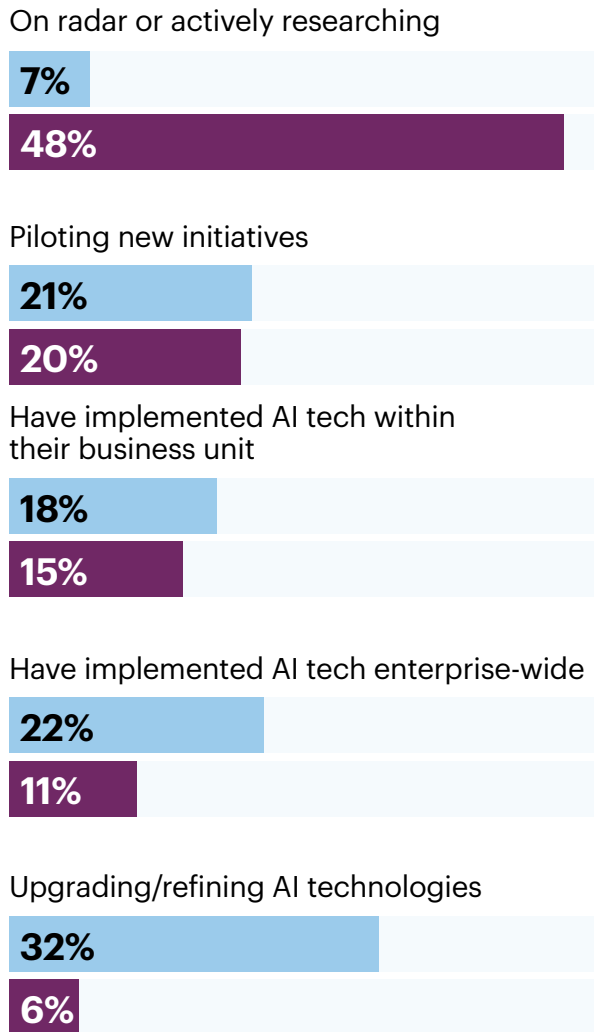 On radar or actively researching
7%
48%
Piloting new initiatives
21%
20%
Have implemented AI tech within
their business unit
18%
15%
Have implemented AI tech enterprise-wide
22%
11%
Upgrading/refining AI technologies
32%
6%